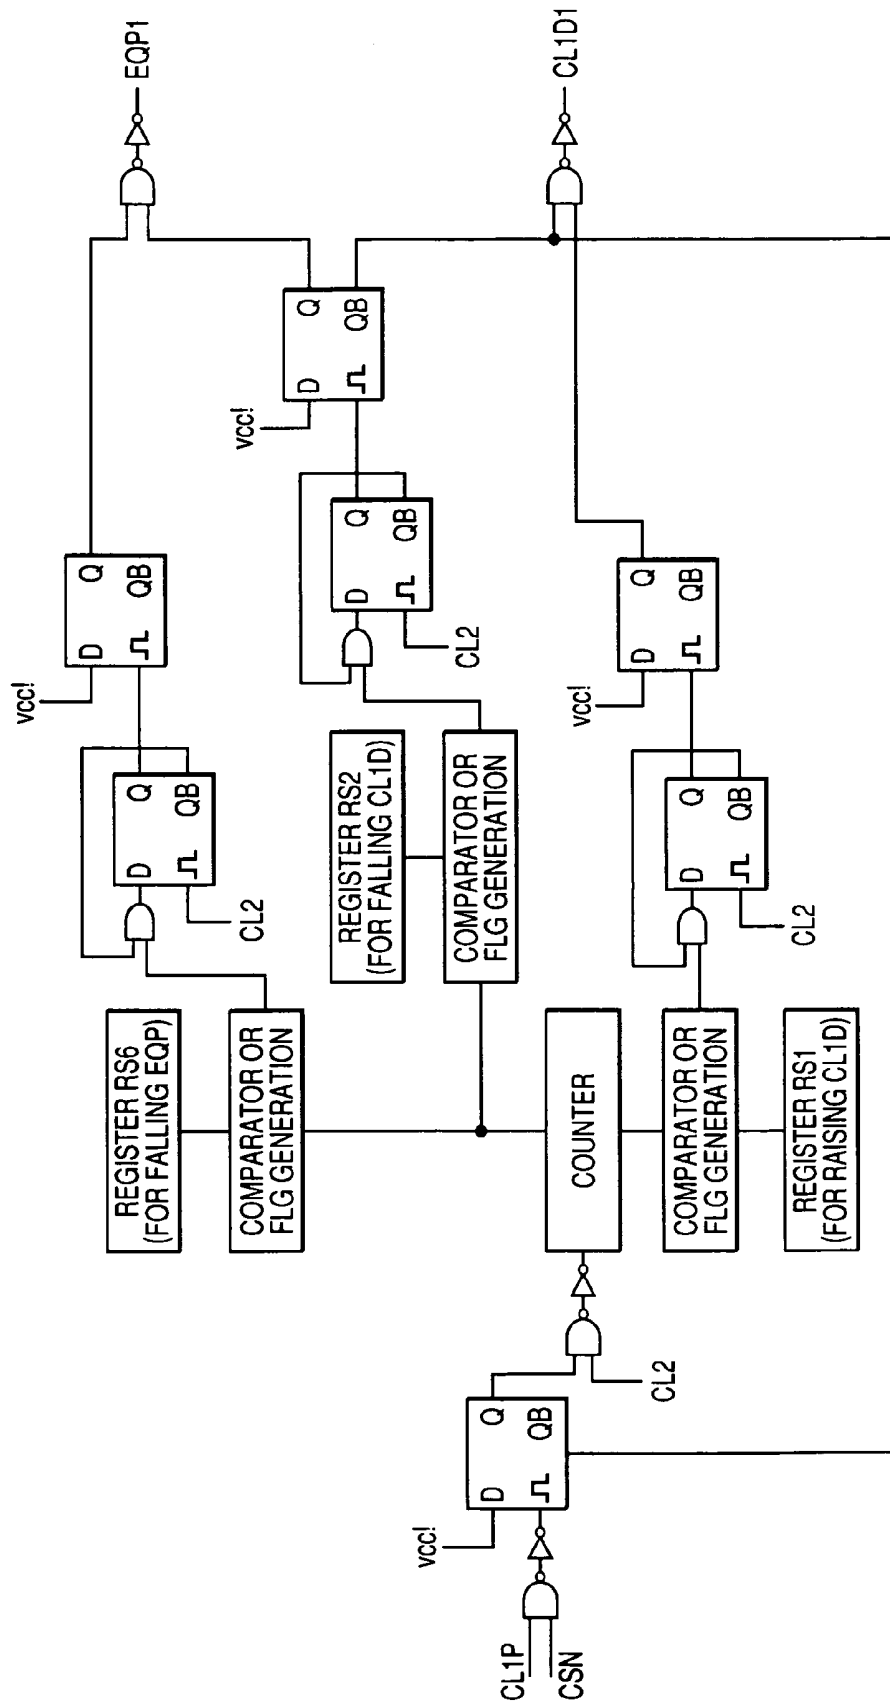 EQP1
CL1D1
vcc!
D
Q
QB
vcc!
D
Q
QB
D
Q
QB
CL2
D
Q
QB
CL2
vcc!
D
Q
QB
D
Q
QB
CL2
REGISTER RS6
(FOR FALLING EQP)
COMPARATOR OR
FLG GENERATION
REGISTER RS2
(FOR FALLING CL1D)
COMPARATOR OR
FLG GENERATION
COUNTER
COMPARATOR OR
FLG GENERATION
REGISTER RS1
(FOR RAISING CL1D)
CL2
vcc!
D
Q
QB
CL1P
CSN